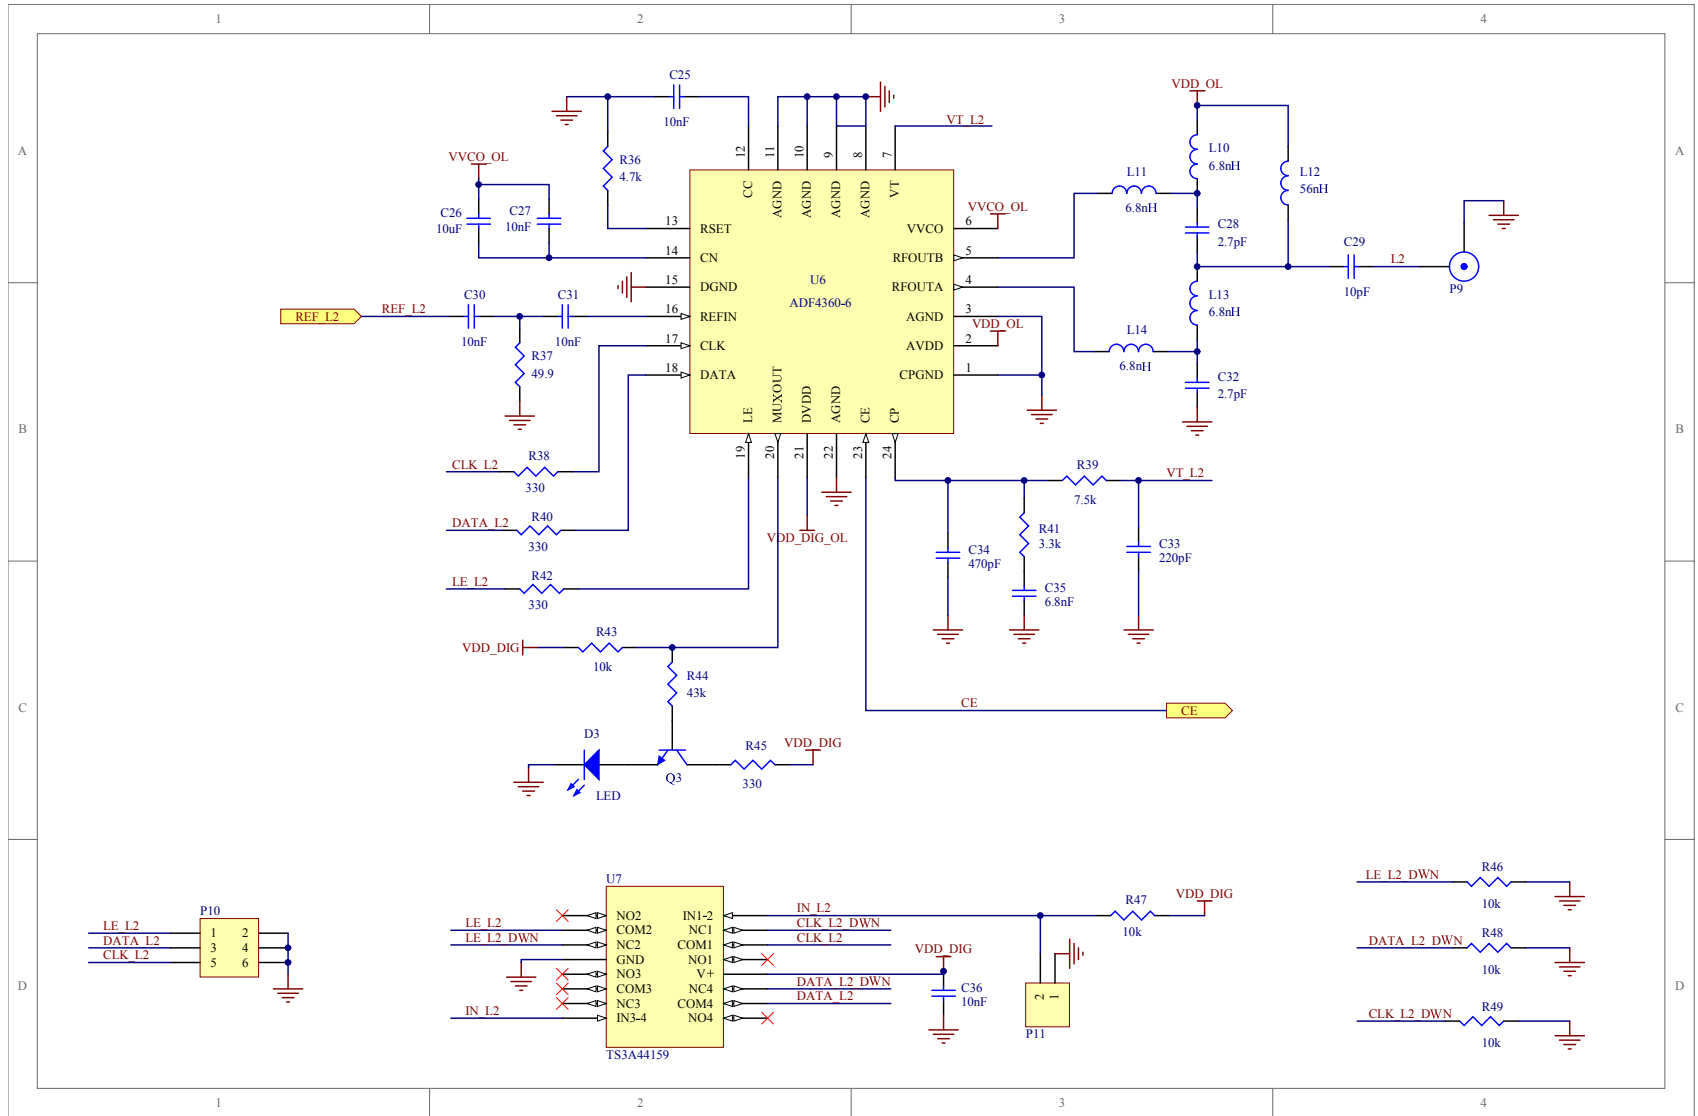 1 2 3 4
A A
B B
C C
D D
1 2 3 4
C25
10nF
R36
4.7k
VVCO_OL
C26
10uF
C27
10nF
VT_L2
12 11 10 9 8 7
CC AGND AGND AGND AGND VT
13 RSET
14 CN
15 DGND
16 REFIN
17 CLK
18 DATA
U6
ADF4360-6
VVCO 6
VVCO_OL
RFOUTB 5
RFOUTA 4
AGND 3
VDD_OL
AVDD 2
CPGND 1
LE MUXOUT DVDD AGND CE CP
19 20 21 22 23 24
REF_L2
REF_L2
C30
10nF
C31
10nF
R37
49.9
CLK_L2
R38
330
DATA_L2
R40
330
LE_L2
R42
330
VDD_DIG_OL
VDD_OL
L10
6.8nH
L11
6.8nH
L12
56nH
C28
2.7pF
C29
10pF
L2
P9
L13
6.8nH
L14
6.8nH
C32
2.7pF
R39
7.5k
VT_L2
R41
3.3k
C34
470pF
C33
220pF
C35
6.8nF
VDD_DIG
R43
10k
R44
43k
CE
CE
D3
LED
Q3
R45
330
VDD_DIG
P10
LE_L2
DATA_L2
CLK_L2
1 2
3 4
5 6
U7
LE_L2
LE_L2_DWN
IN_L2
NO2
COM2
NC2
GND
NO3
COM3
NC3
IN3-4
IN1-2
NC1
COM1
NO1
V+
NC4
COM4
NO4
TS3A44159
IN_L2
CLK_L2_DWN
CLK_L2
VDD_DIG
DATA_L2_DWN
DATA_L2
C36
10nF
R47
10k
VDD_DIG
2 1
P11
LE_L2_DWN
R46
10k
DATA_L2_DWN
R48
10k
CLK_L2_DWN
R49
10k